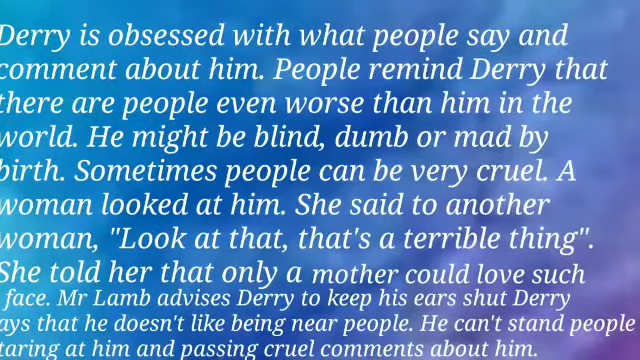 Derry is obsessed with what people say and
comment about him. People remind Derry that
there are people even worse than him in the
world. He might be blind, dumb or mad by
birth. Sometimes people can be very cruel. A
woman looked at him. She said to another
woman, "Look at that, that's a terrible thing".
She told her that only a mother could love such
face. Mr Lamb advises Derry to keep his ears shut Derry
ays that he doesn't like being near people. He can't stand people
taring at him and passing cruel comments about him.